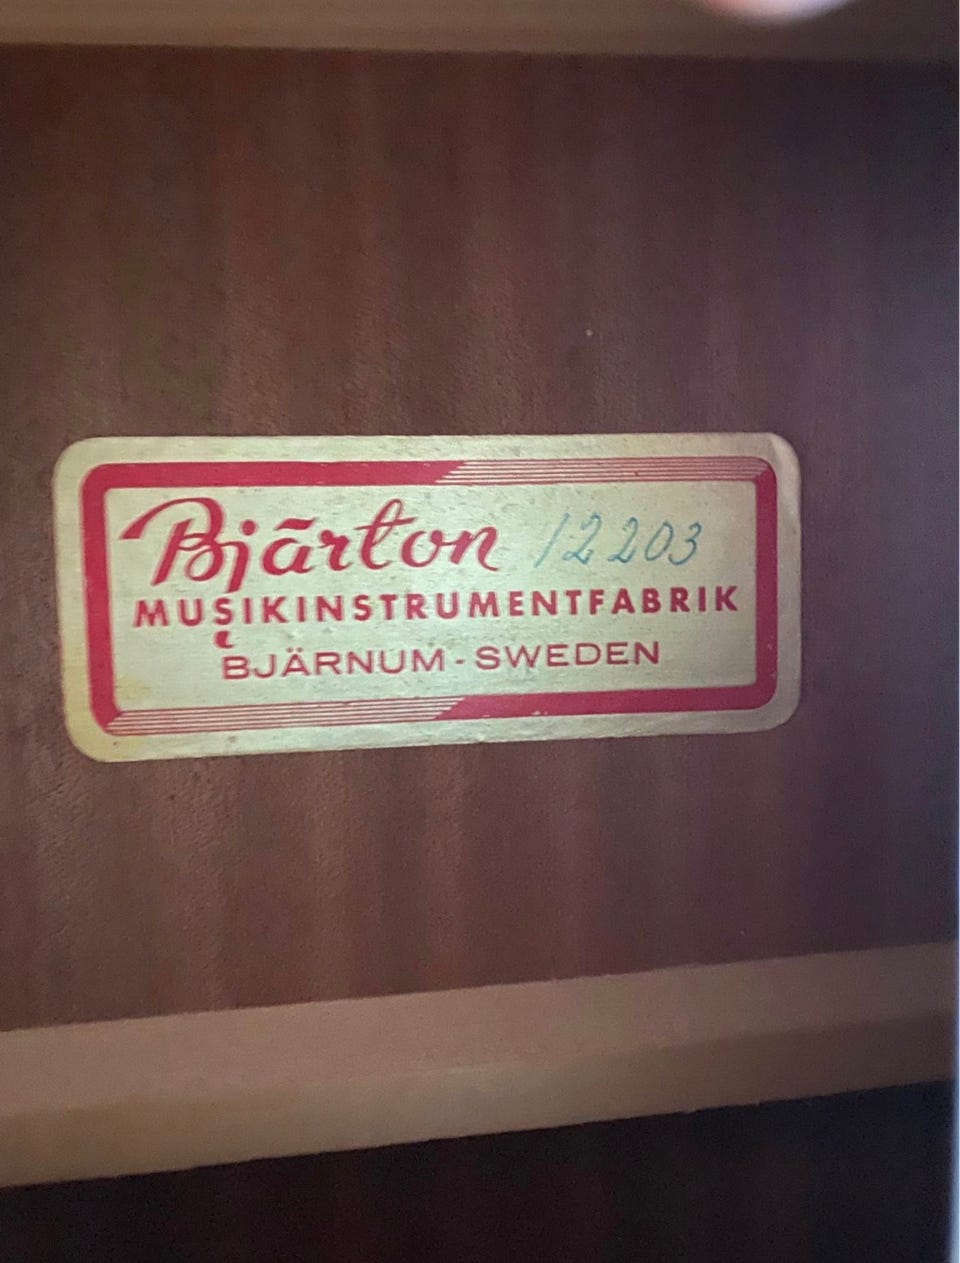 Bjärton 12203
MUSIKINSTRUMENTFABRIK
BJÄRNUM - SWEDEN